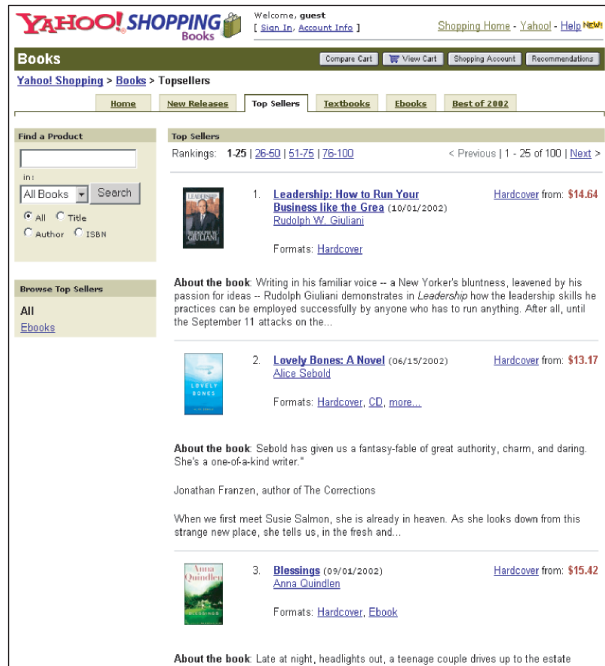 YAHOO! SHOPPING
Books
Welcome, guest
[ Sign In, Account Info ]
Shopping Home - Yahoo! - Help NEW!
Books
Compare Cart
View Cart
Shopping Account
Recommendations
Yahoo! Shopping > Books > Topsellers
Home
New Releases
Top Sellers
Textbooks
Ebooks
Best of 2002
Find a Product
in:
All Books
Search
All
Title
Author
ISBN
Browse Top Sellers
All
Ebooks
Top Sellers
Rankings: 1-25 | 26-50 | 51-75 | 76-100
< Previous | 1 - 25 of 100 | Next >
LEADERSHIP
RUDOLPH W.
GIULIANI
1. Leadership: How to Run Your
Business like the Grea (10/01/2002)
Rudolph W. Giuliani
Hardcover from: $14.64
Formats: Hardcover
About the book: Writing in his familiar voice -- a New Yorker's bluntness, leavened by his
passion for ideas -- Rudolph Giuliani demonstrates in Leadership how the leadership skills he
practices can be employed successfully by anyone who has to run anything. After all, until
the September 11 attacks on the...
LOVELY
BONES
2. Lovely Bones: A Novel (06/15/2002)
Alice Sebold
Hardcover from: $13.17
Formats: Hardcover, CD, more...
About the book: Sebold has given us a fantasy-fable of great authority, charm, and daring.
She's a one-of-a-kind writer."
Jonathan Franzen, author of The Corrections
When we first meet Susie Salmon, she is already in heaven. As she looks down from this
strange new place, she tells us, in the fresh and...
Anna
Quindlen
3. Blessings (09/01/2002)
Anna Quindlen
Hardcover from: $15.42
Formats: Hardcover, Ebook
About the book: Late at night, headlights out, a teenage couple drives up to the estate